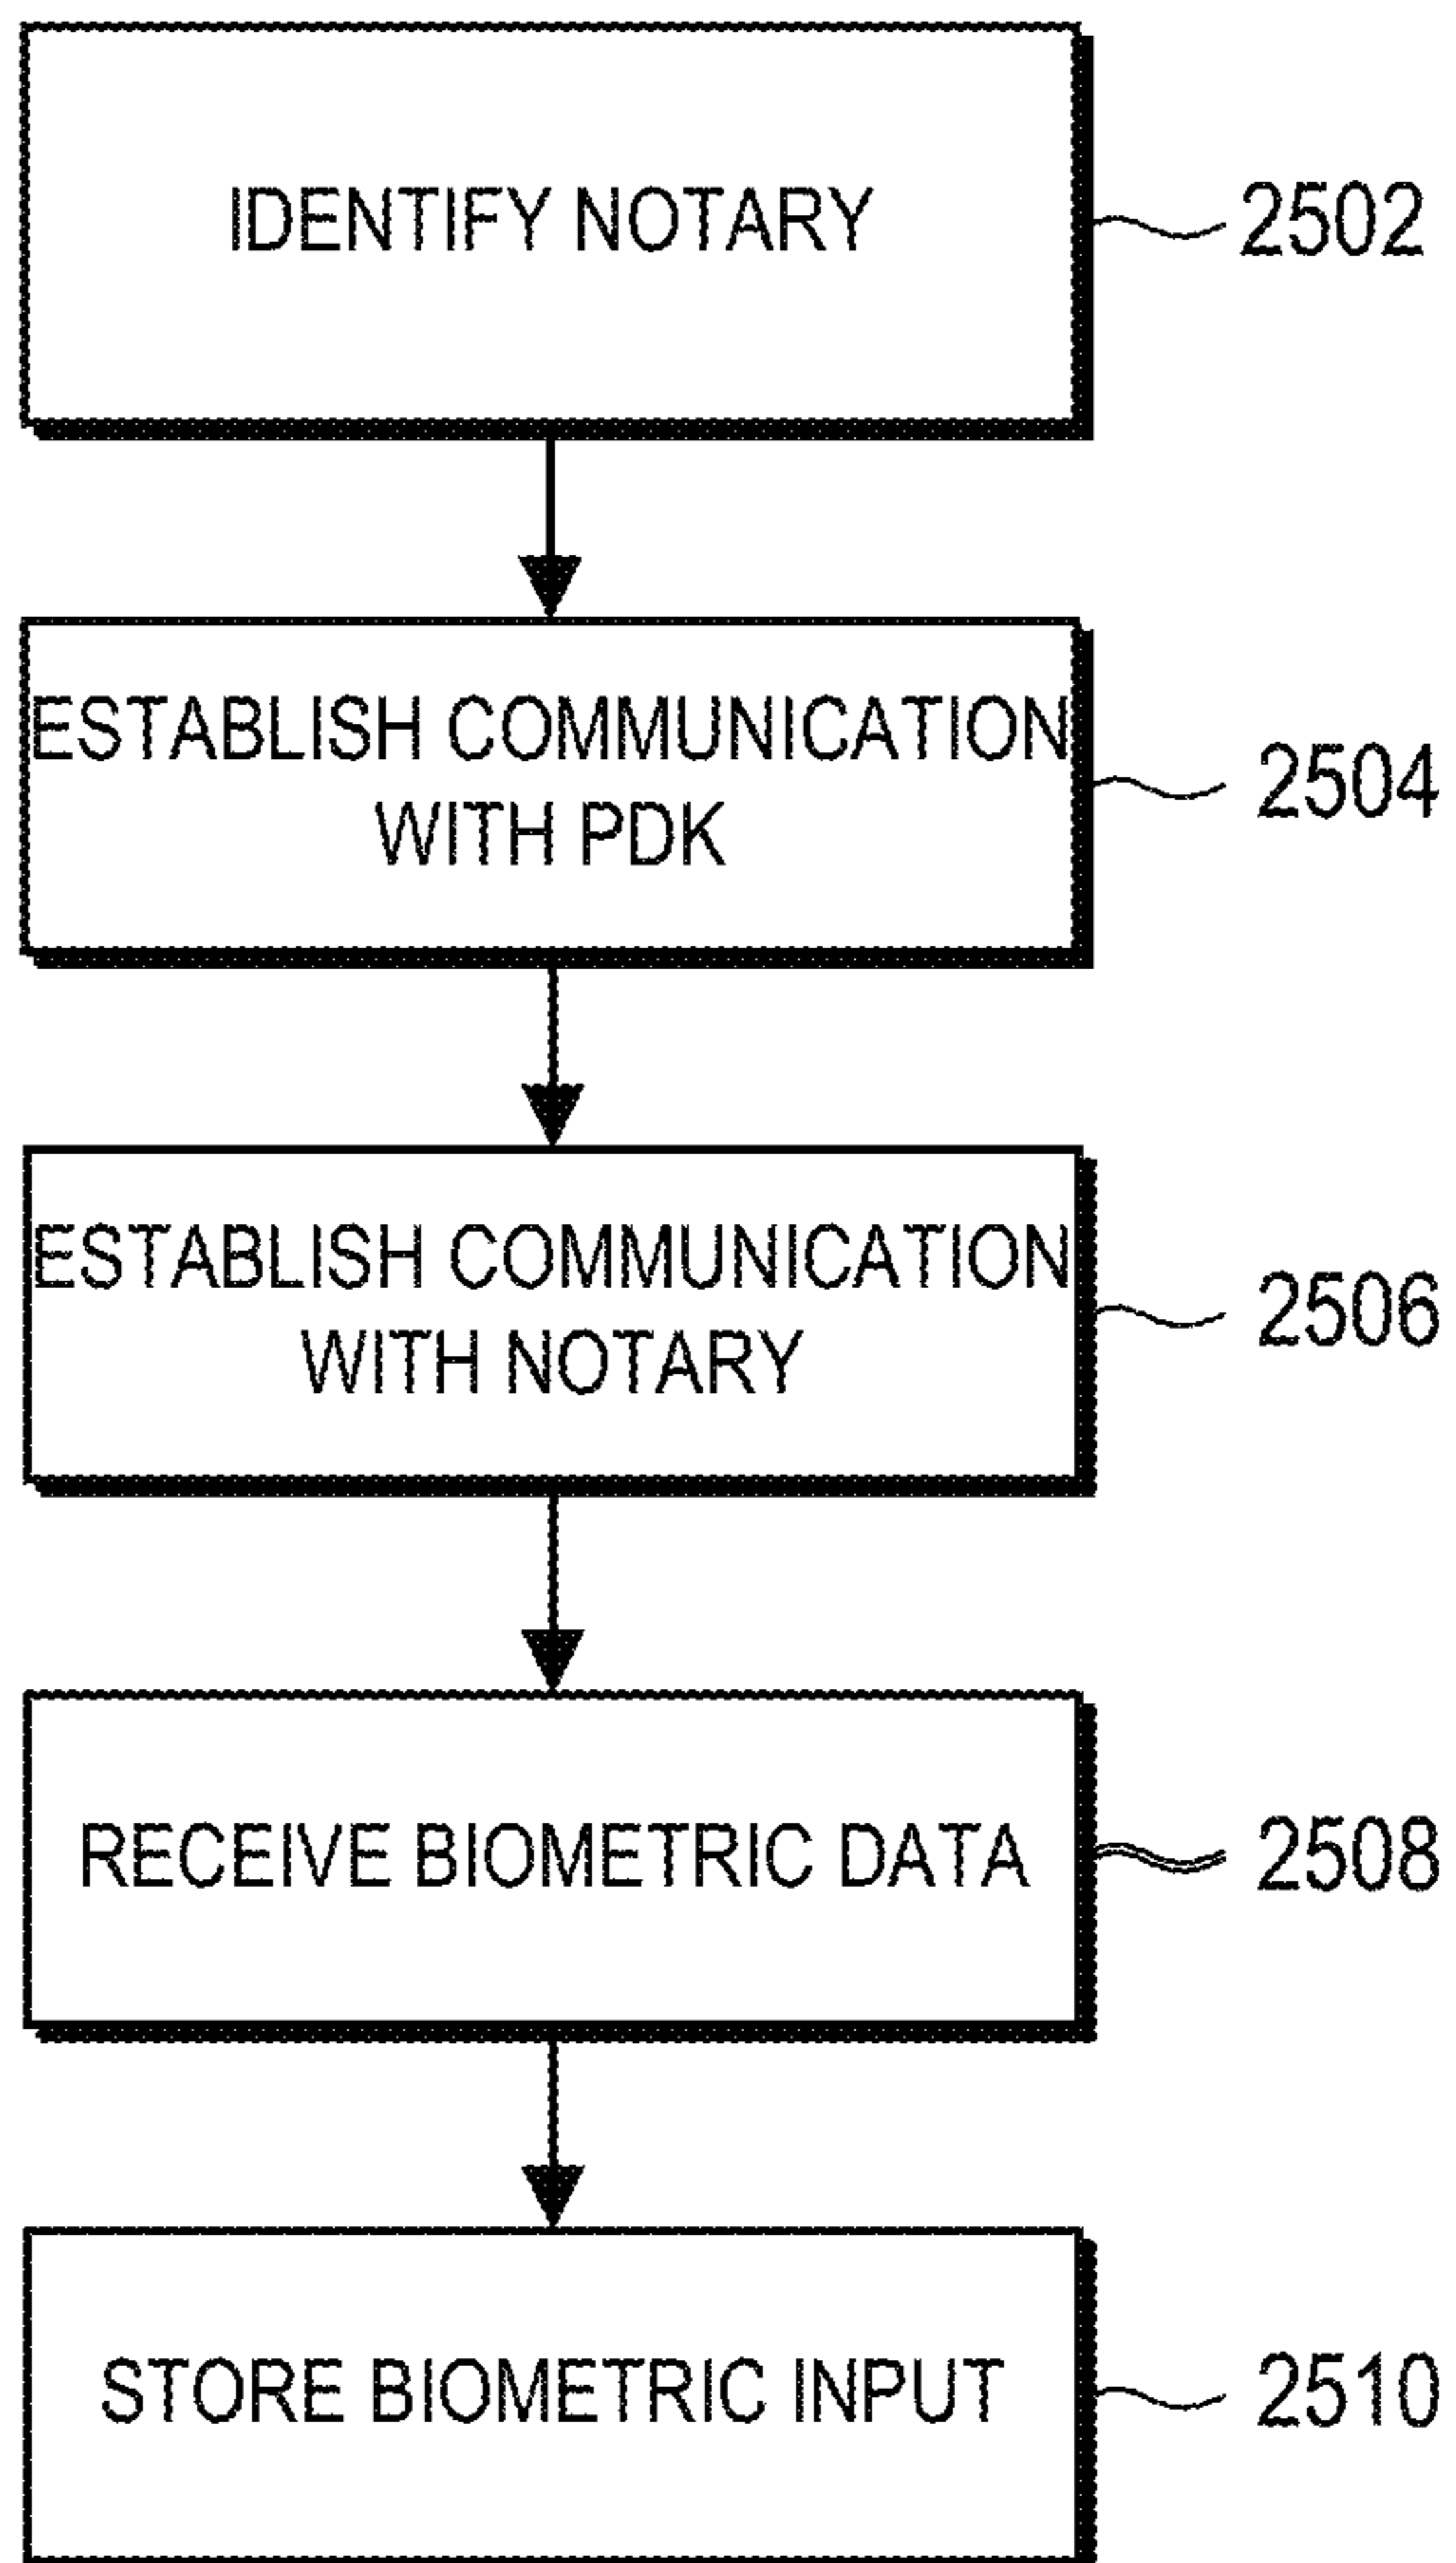 IDENTIFY NOTARY
2502
ESTABLISH COMMUNICATION
WITH PDK
2504
ESTABLISH COMMUNICATION
WITH NOTARY
2506
RECEIVE BIOMETRIC DATA
2508
STORE BIOMETRIC INPUT
2510